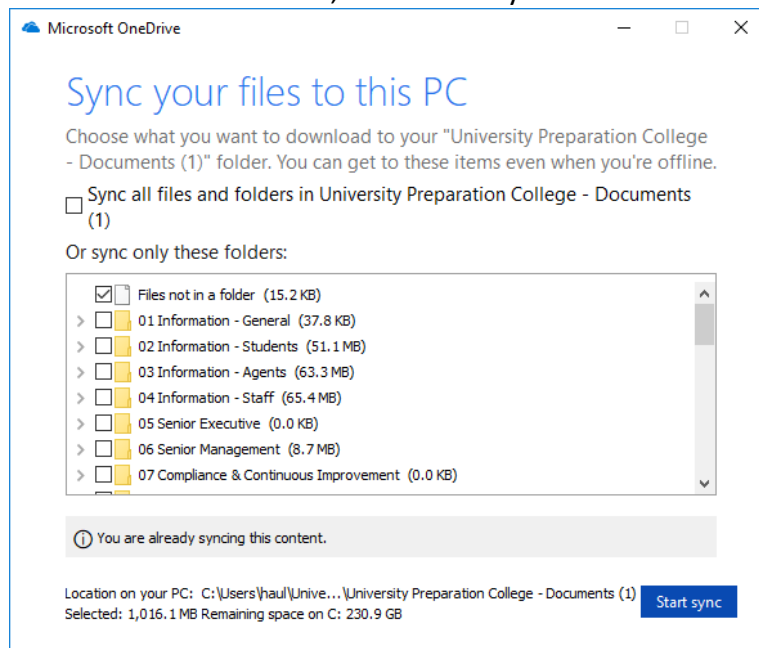 Microsoft OneDrive
Sync your files to this PC
Choose what you want to download to your "University Preparation College
- Documents (1)" folder. You can get to these items even when you're offline.
Sync all files and folders in University Preparation College - Documents
(1)
Or sync only these folders:
Files not in a folder (15.2 KB)
01 Information - General (37.8 KB)
02 Information - Students (51.1 MB)
03 Information - Agents (63.3 MB)
04 Information - Staff (65.4 MB)
05 Senior Executive (0.0 KB)
06 Senior Management (8.7 MB)
07 Compliance & Continuous Improvement (0.0 KB)
You are already syncing this content.
Location on your PC: C:\Users\haul\Unive...\University Preparation College - Documents (1)
Start sync
Selected: 1,016.1 MB Remaining space on C: 230.9 GB